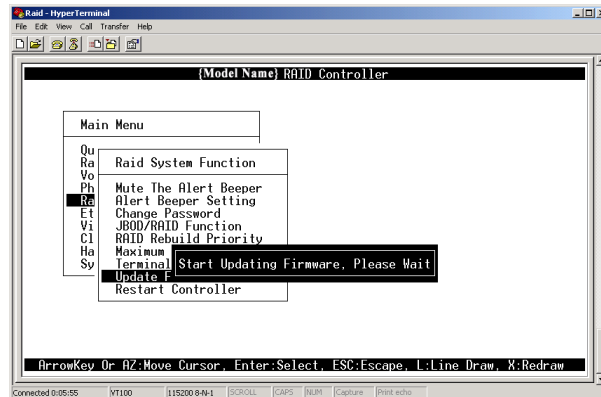 Raid - HyperTerminal
File Edit View Call Transfer Help
{Model Name} RAID Controller
Main Menu
Qu
Ra
Vo
Ph
Ra
Et
Vi
Cl
Ha
Sy
Raid System Function
Mute The Alert Beeper
Alert Beeper Setting
Change Password
JBOD/RAID Function
RAID Rebuild Priority
Maximum
Terminal
Update F
Restart Controller
Start Updating Firmware, Please Wait
ArrowKey Or AZ:Move Cursor, Enter:Select, ESC:Escape, L:Line Draw, X:Redraw
Connected 0:05:55 VT100 115200 8-N-1 SCROLL CAPS NUM Capture Print echo